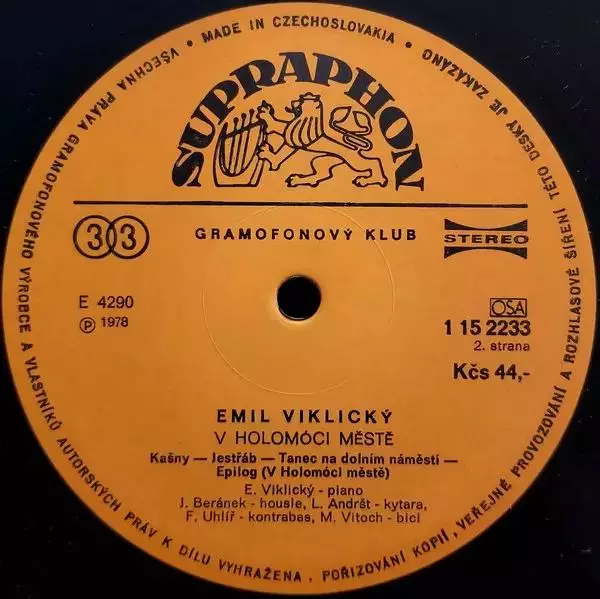 VŠECHNA PRÁVA GRAMOFONOVÉHO VÝROBCE A VLASTNÍKŮ AUTORSKÝCH PRÁV K DÍLU VYHRAŽENA . POŘIZOVÁNÍ KOPIÍ, VEŘEJNÉ PROVOZOVÁNÍ A ROZHLASOVÉ ŠÍŘENÍ TÉTO DESKY JE ZAKÁZÁNO • MADE IN CZECHOSLOVAKIA •
SUPRAPHON
33
GRAMOFONOVÝ KLUB
STEREO
E 4290
Ⓟ 1978
OSA
1 15 2233
2. strana
Kčs 44,-
EMIL VIKLICKÝ
V HOLOMÓCI MĚSTĚ
Kašny — Jestřáb — Tanec na dolním náměstí —
Epilog (V Holomóci městě)
E. Viklický - piano
J. Beránek - housle, L. Andršt - kytara,
F. Uhlíř - kontrabas, M. Vitoch - bicí